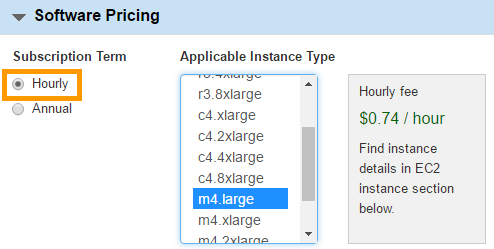 Software Pricing
Subscription Term
Hourly
Annual
Applicable Instance Type
r3.4xlarge
r3.8xlarge
c4.xlarge
c4.2xlarge
c4.4xlarge
c4.8xlarge
m4.large
m4.xlarge
m4.2xlarge
Hourly fee
$0.74 / hour
Find instance
details in EC2
instance section
below.